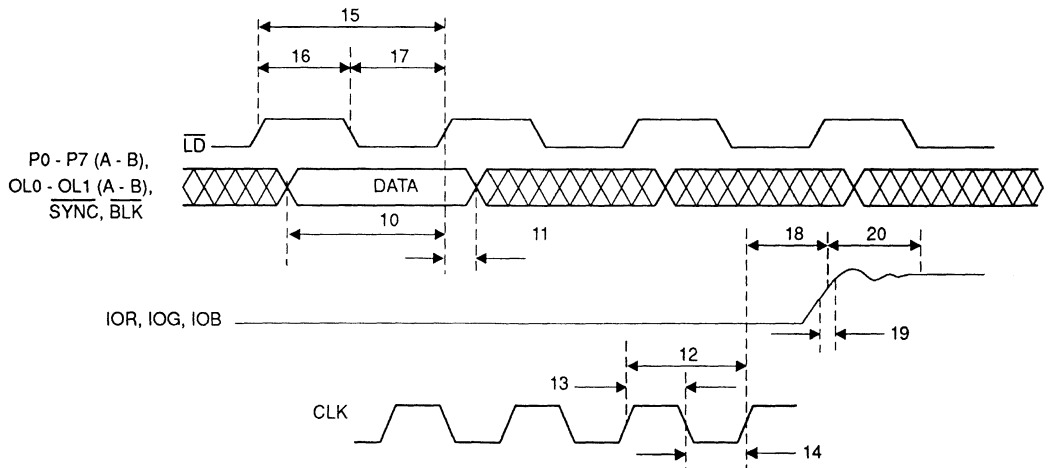 15
16 17
LD
P0 - P7 (A - B),
OL0 - OL1 (A - B),
SYNC, BLK
DATA
10
11
18 20
IOR, IOG, IOB
19
12
13
CLK
14